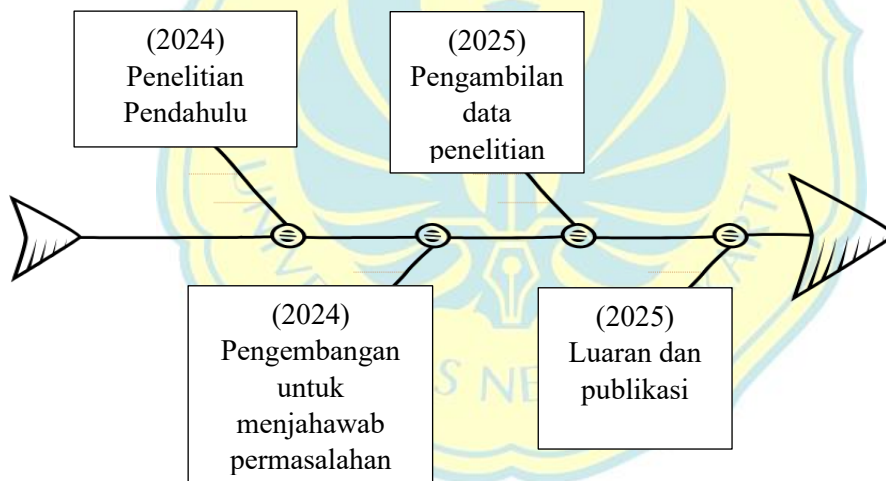 (2024)
Penelitian
Pendahulu
(2025)
Pengambilan
data
penelitian
(2024)
Pengembangan
untuk
menjahawab
permasalahan
(2025)
Luaran dan
publikasi